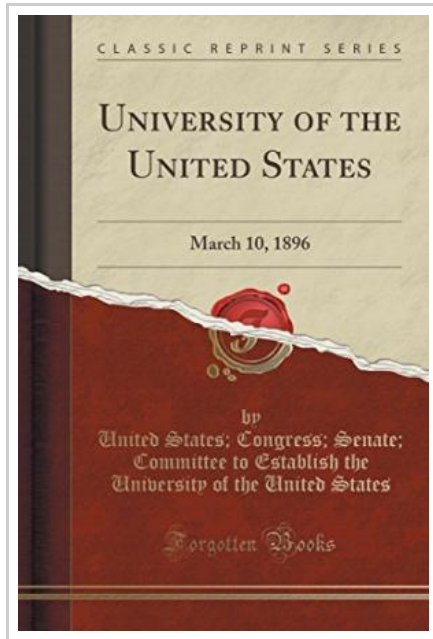 CLASSIC REPRINT SERIES
UNIVERSITY OF THE
UNITED STATES
March 10, 1896
by
United States; Congress; Senate;
Committee to Establish the
University of the United States
Forgotten Books